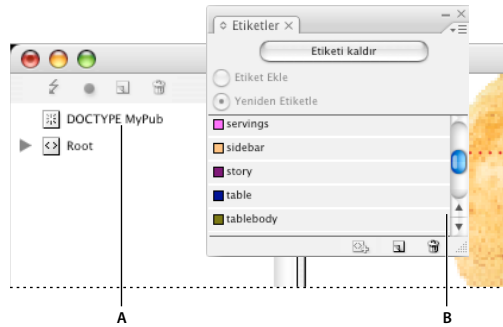 Etiketler
Etiketi kaldır
Etiket Ekle
Yeniden Etiketle
DOCTYPE MyPub
Root
servings
sidebar
story
table
tablebody
A
B